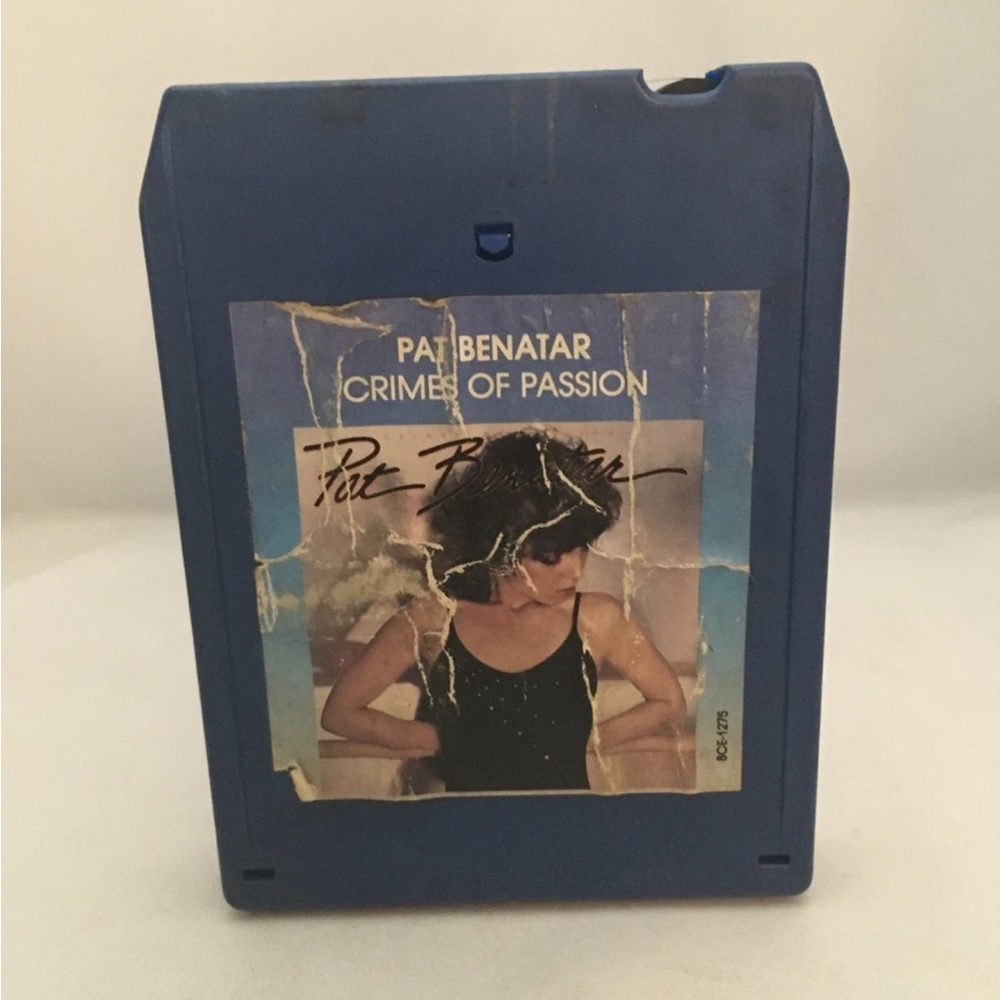 PAT BENATAR
CRIMES OF PASSION
Pat Benatar
8CE-1275